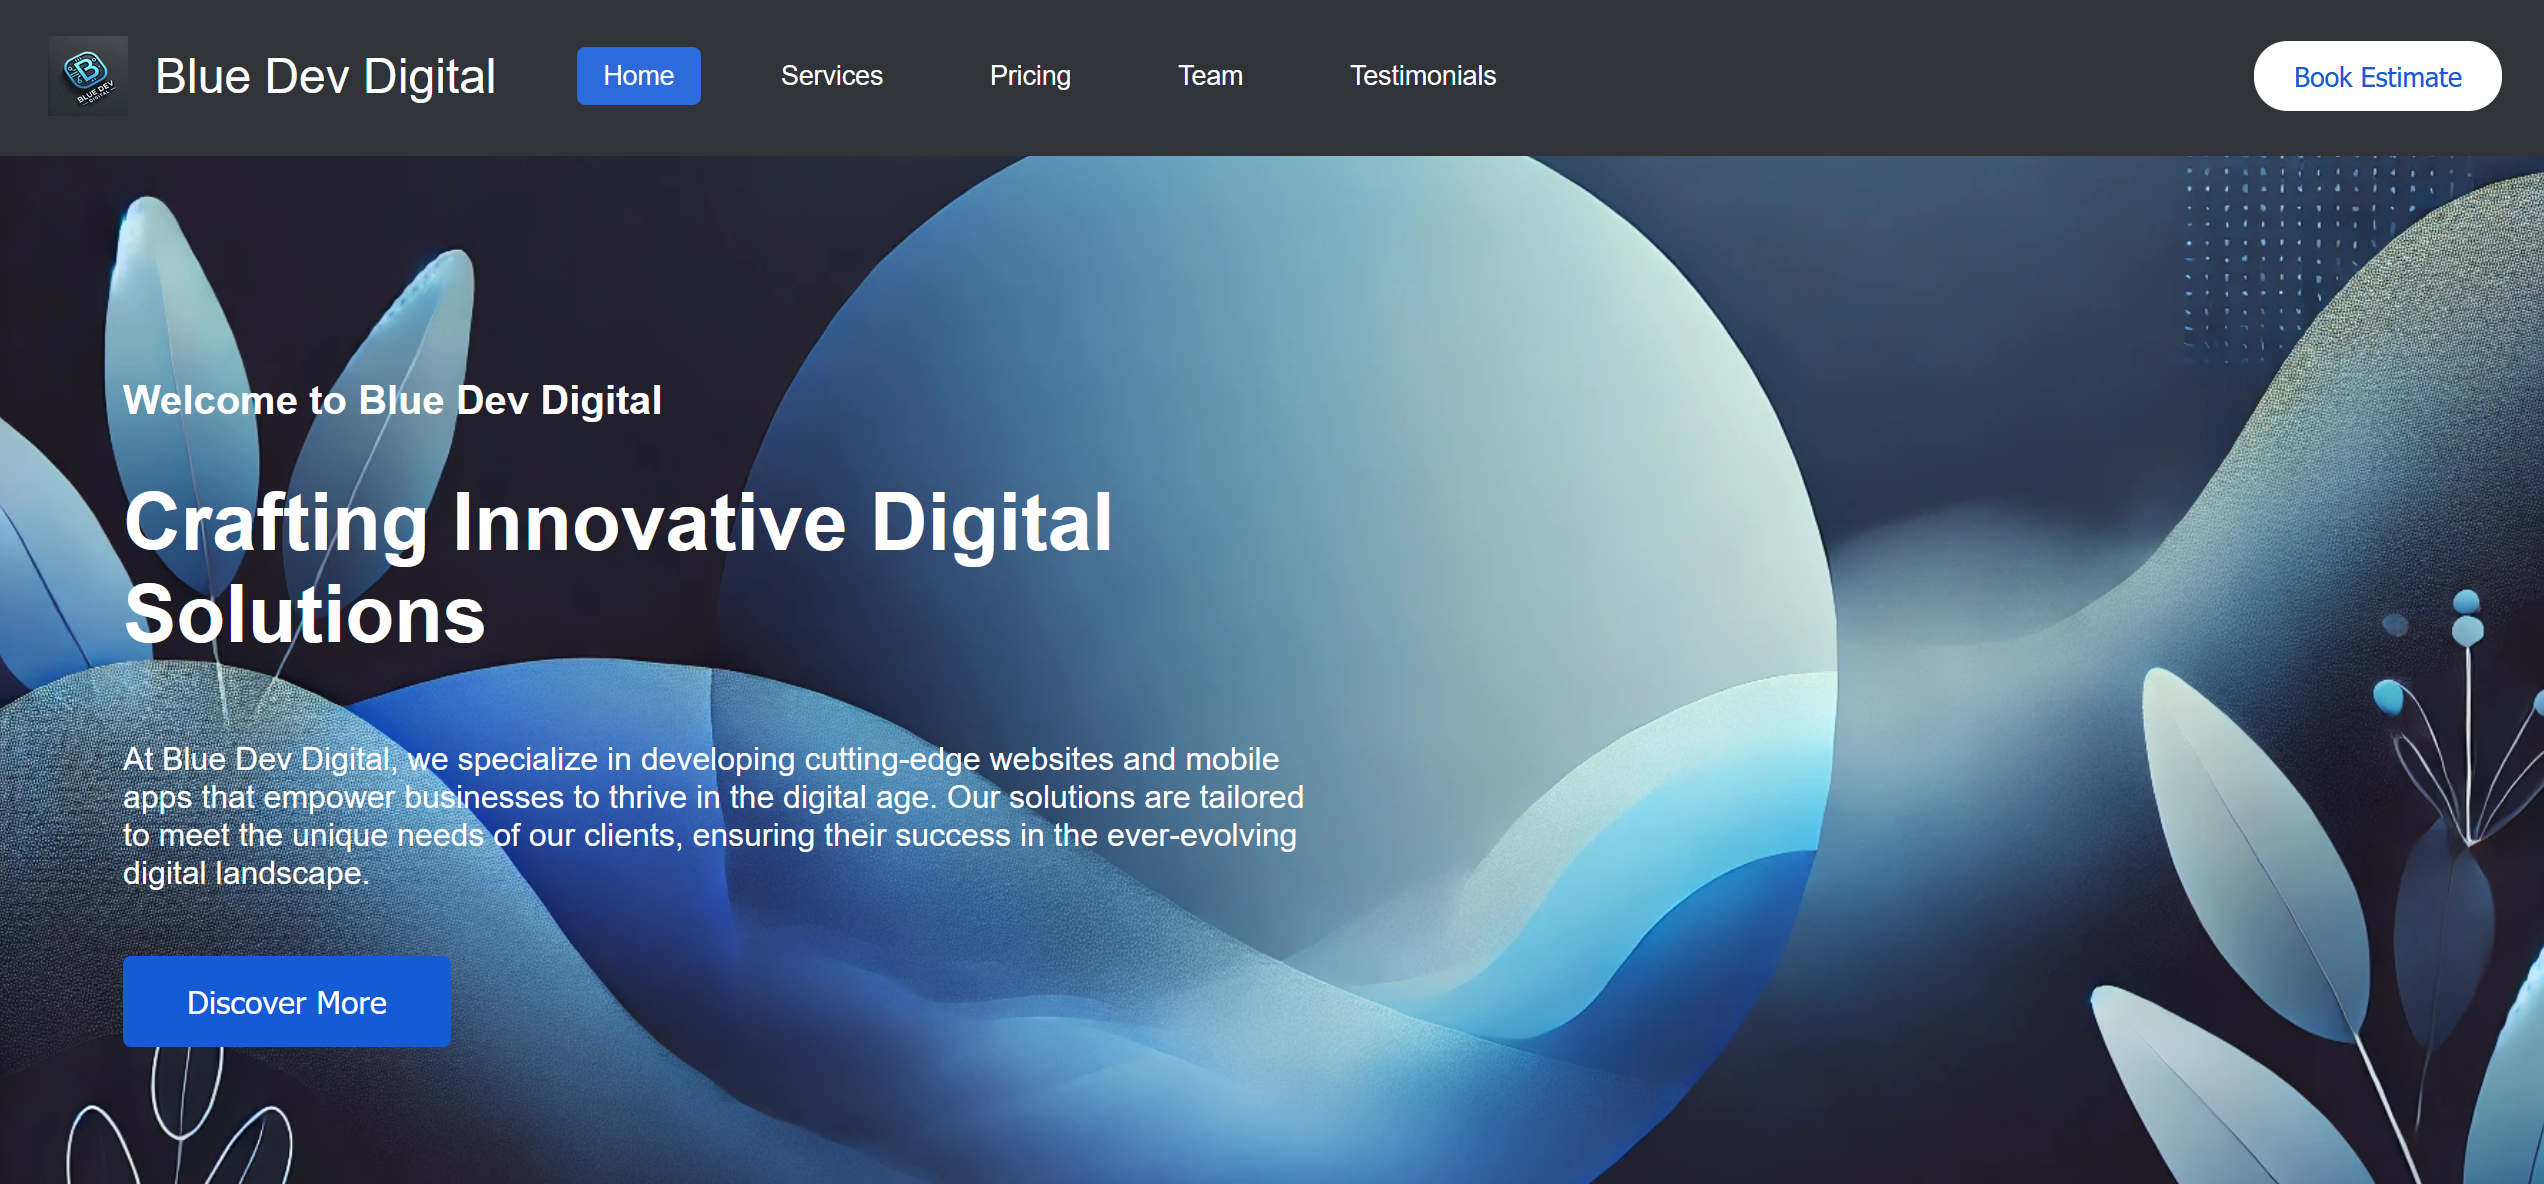 BLUE DEV
DIGITAL
Blue Dev Digital
Home
Services
Pricing
Team
Testimonials
Book Estimate
Welcome to Blue Dev Digital
Crafting Innovative Digital
Solutions
At Blue Dev Digital, we specialize in developing cutting-edge websites and mobile
apps that empower businesses to thrive in the digital age. Our solutions are tailored
to meet the unique needs of our clients, ensuring their success in the ever-evolving
digital landscape.
Discover More